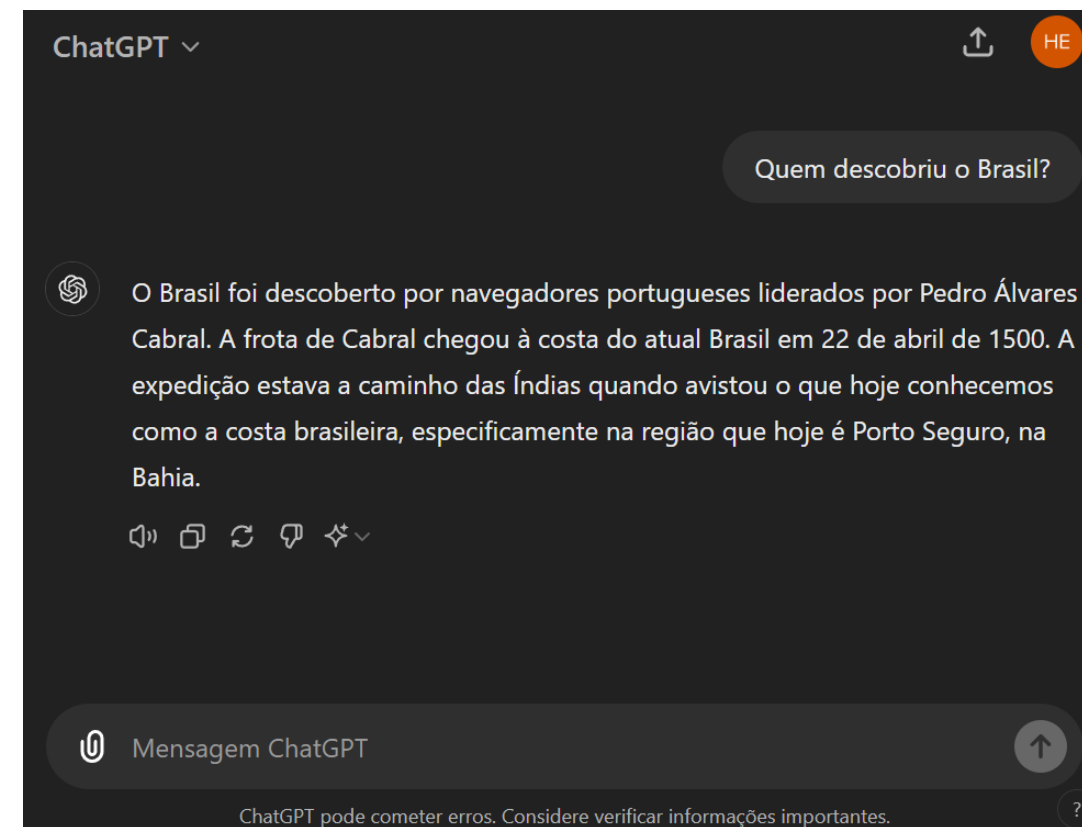 ChatGPT
HE
Quem descobriu o Brasil?
O Brasil foi descoberto por navegadores portugueses liderados por Pedro Álvares
Cabral. A frota de Cabral chegou à costa do atual Brasil em 22 de abril de 1500. A
expedição estava a caminho das Índias quando avistou o que hoje conhecemos
como a costa brasileira, especificamente na região que hoje é Porto Seguro, na
Bahia.
Mensagem ChatGPT
ChatGPT pode cometer erros. Considere verificar informações importantes.
?